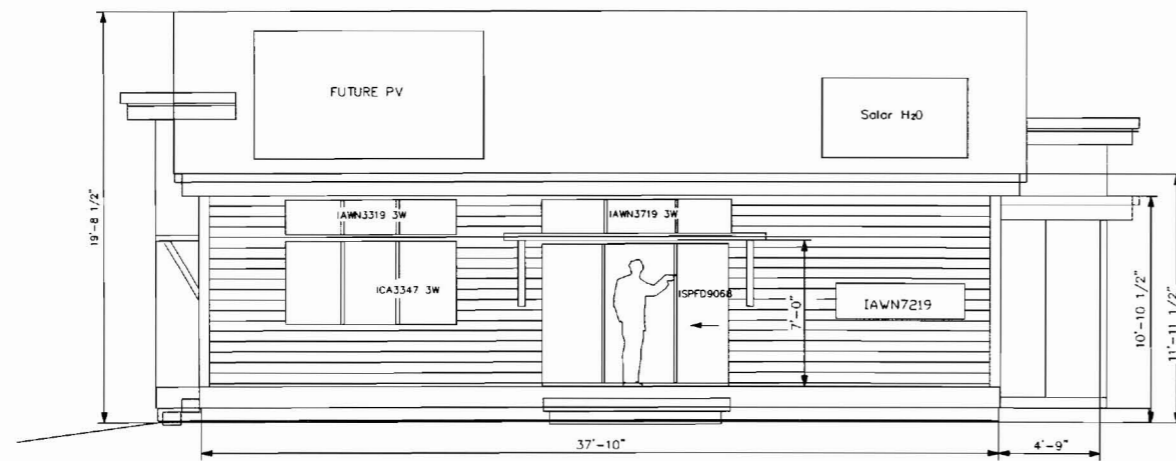 FUTURE PV
Solar H₂O
19'-8 1/2"
IAWN3319 3W
IAWN3719 3W
ICA3347 3W
ISPFD9068
IAWN7219
7'-0"
10'-10 1/2"
11'-11 1/2"
37'-10"
4'-9"